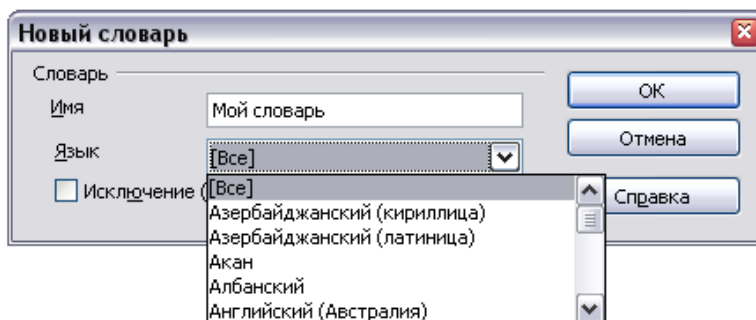 Новый словарь
Словарь
Имя
Мой словарь
ОК
Язык
[Все]
Отмена
Исключение (
[Все]
Справка
Азербайджанский (кириллица)
Азербайджанский (латиница)
Акан
Албанский
Английский (Австралия)